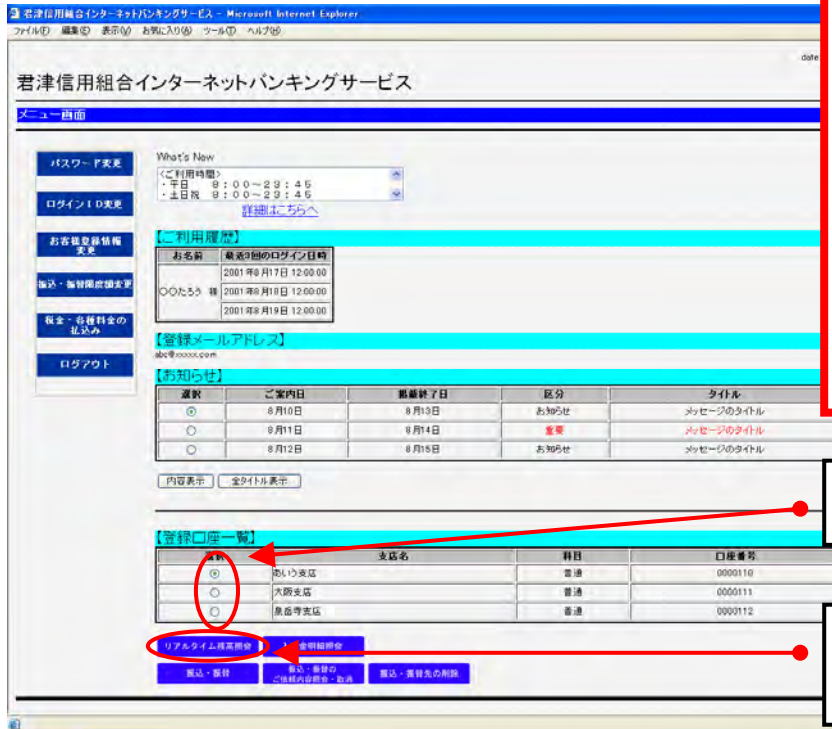 君津信用組合インターネットバンキングサービス - Microsoft Internet Explorer
ファイル(F) 編集(E) 表示(V) お気に入り(A) ツール(T) ヘルプ(H)
date
君津信用組合インターネットバンキングサービス
メニュー画面
パスワード変更
ログインID変更
お客様登録情報
変更
振込・振替限度額変更
税金・各種料金の
払込み
ログアウト
What's New
<ご利用時間>
・平日 8:00~23:45
・土日祝 8:00~23:45
詳細はこちらへ
【ご利用履歴】
お名前 最近3回のログイン日時
2001年8月17日 12:00:00
〇〇たろう 様 2001年8月18日 12:00:00
2001年8月19日 12:00:00
【登録メールアドレス】
abc@xxxxx.com
【お知らせ】
選択 ご案内日 掲載終了日 区分 タイトル
8月10日 8月13日 お知らせ メッセージのタイトル
8月11日 8月14日 重要 メッセージのタイトル
8月12日 8月15日 お知らせ メッセージのタイトル
内容表示 全タイトル表示
【登録口座一覧】
選択 支店名 科目 口座番号
あいう支店 普通 0000110
大阪支店 普通 0000111
泉岳寺支店 普通 0000112
リアルタイム残高照会 金明細照会
振込・振替 振込・振替の
ご依頼内容照会・取消 振込・振替先の削除